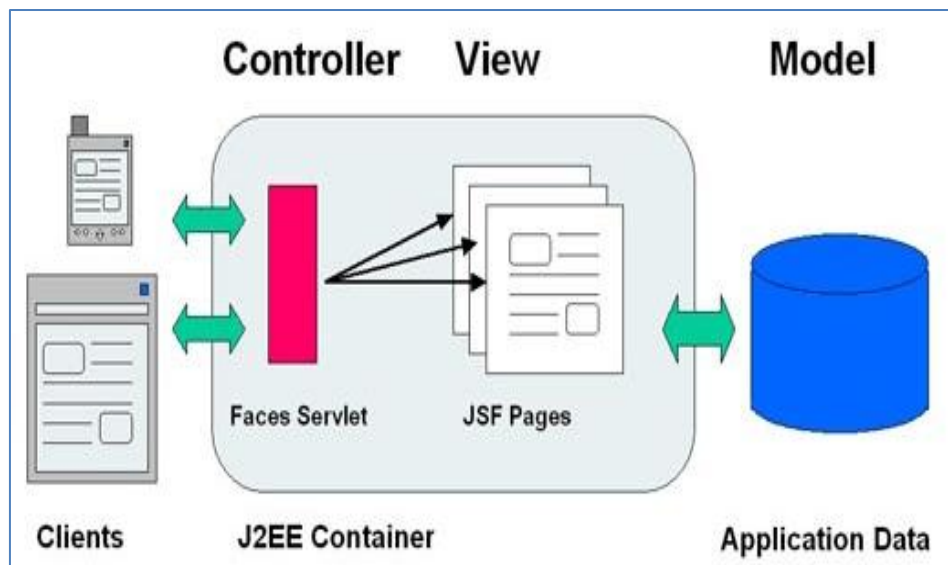 Controller View Model
Faces Servlet JSF Pages
Clients J2EE Container Application Data